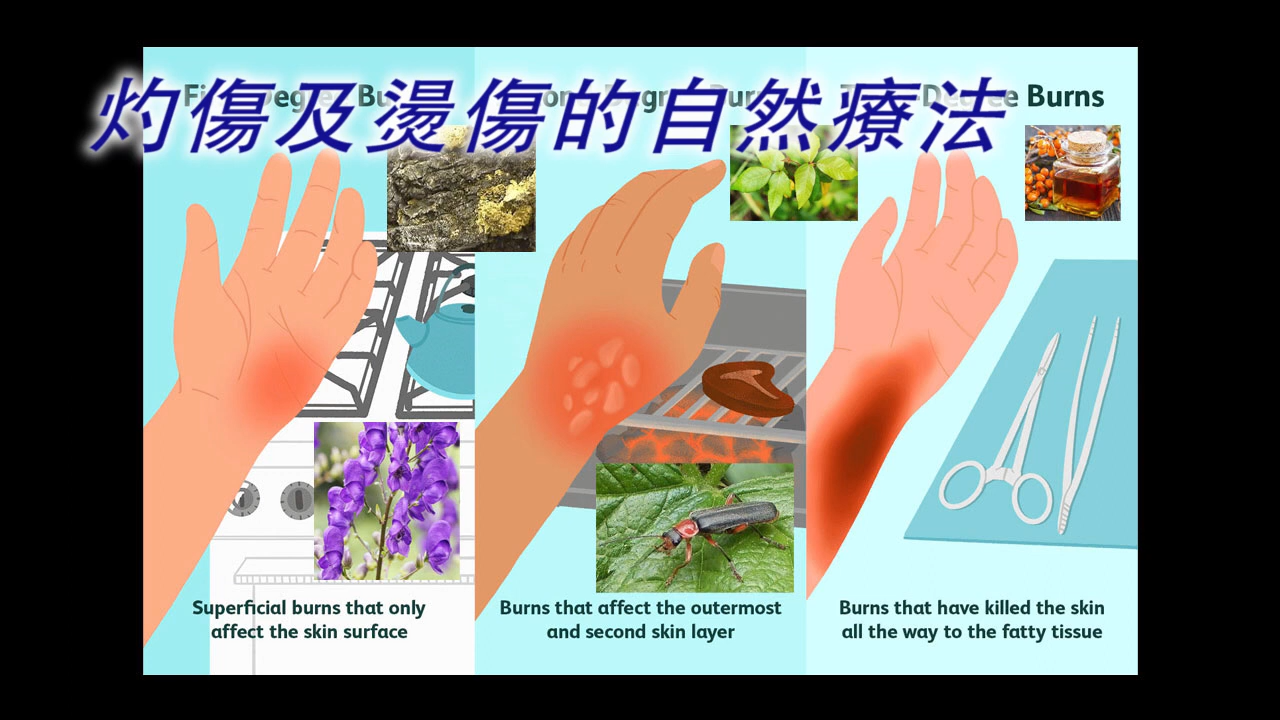 灼傷及燙傷的自然療法
Burns
Superficial burns that only
affect the skin surface
Burns that affect the outermost
and second skin layer
Burns that have killed the skin
all the way to the fatty tissue